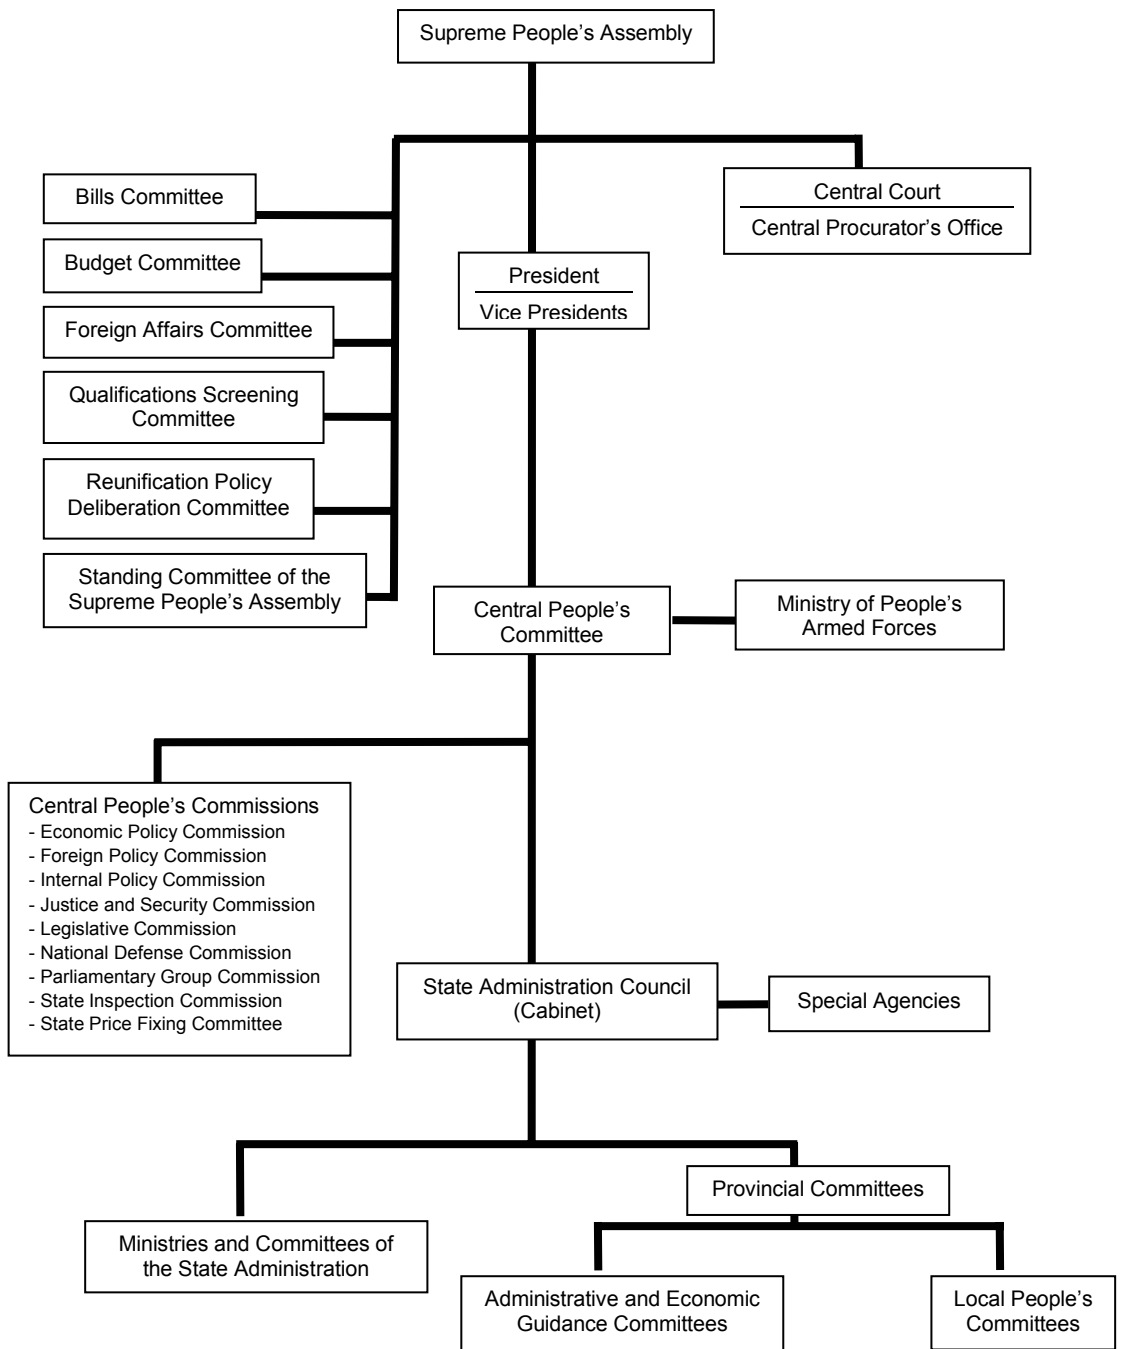 Supreme People’s Assembly
Bills Committee
Central Court
Central Procurator’s Office
Budget Committee
President
Vice Presidents
Foreign Affairs Committee
Qualifications Screening
Committee
Reunification Policy
Deliberation Committee
Standing Committee of the
Supreme People’s Assembly
Central People’s
Committee
Ministry of People’s
Armed Forces
Central People’s Commissions
- Economic Policy Commission
- Foreign Policy Commission
- Internal Policy Commission
- Justice and Security Commission
- Legislative Commission
- National Defense Commission
- Parliamentary Group Commission
- State Inspection Commission
- State Price Fixing Committee
State Administration Council
(Cabinet)
Special Agencies
Provincial Committees
Ministries and Committees of
the State Administration
Administrative and Economic
Guidance Committees
Local People’s
Committees